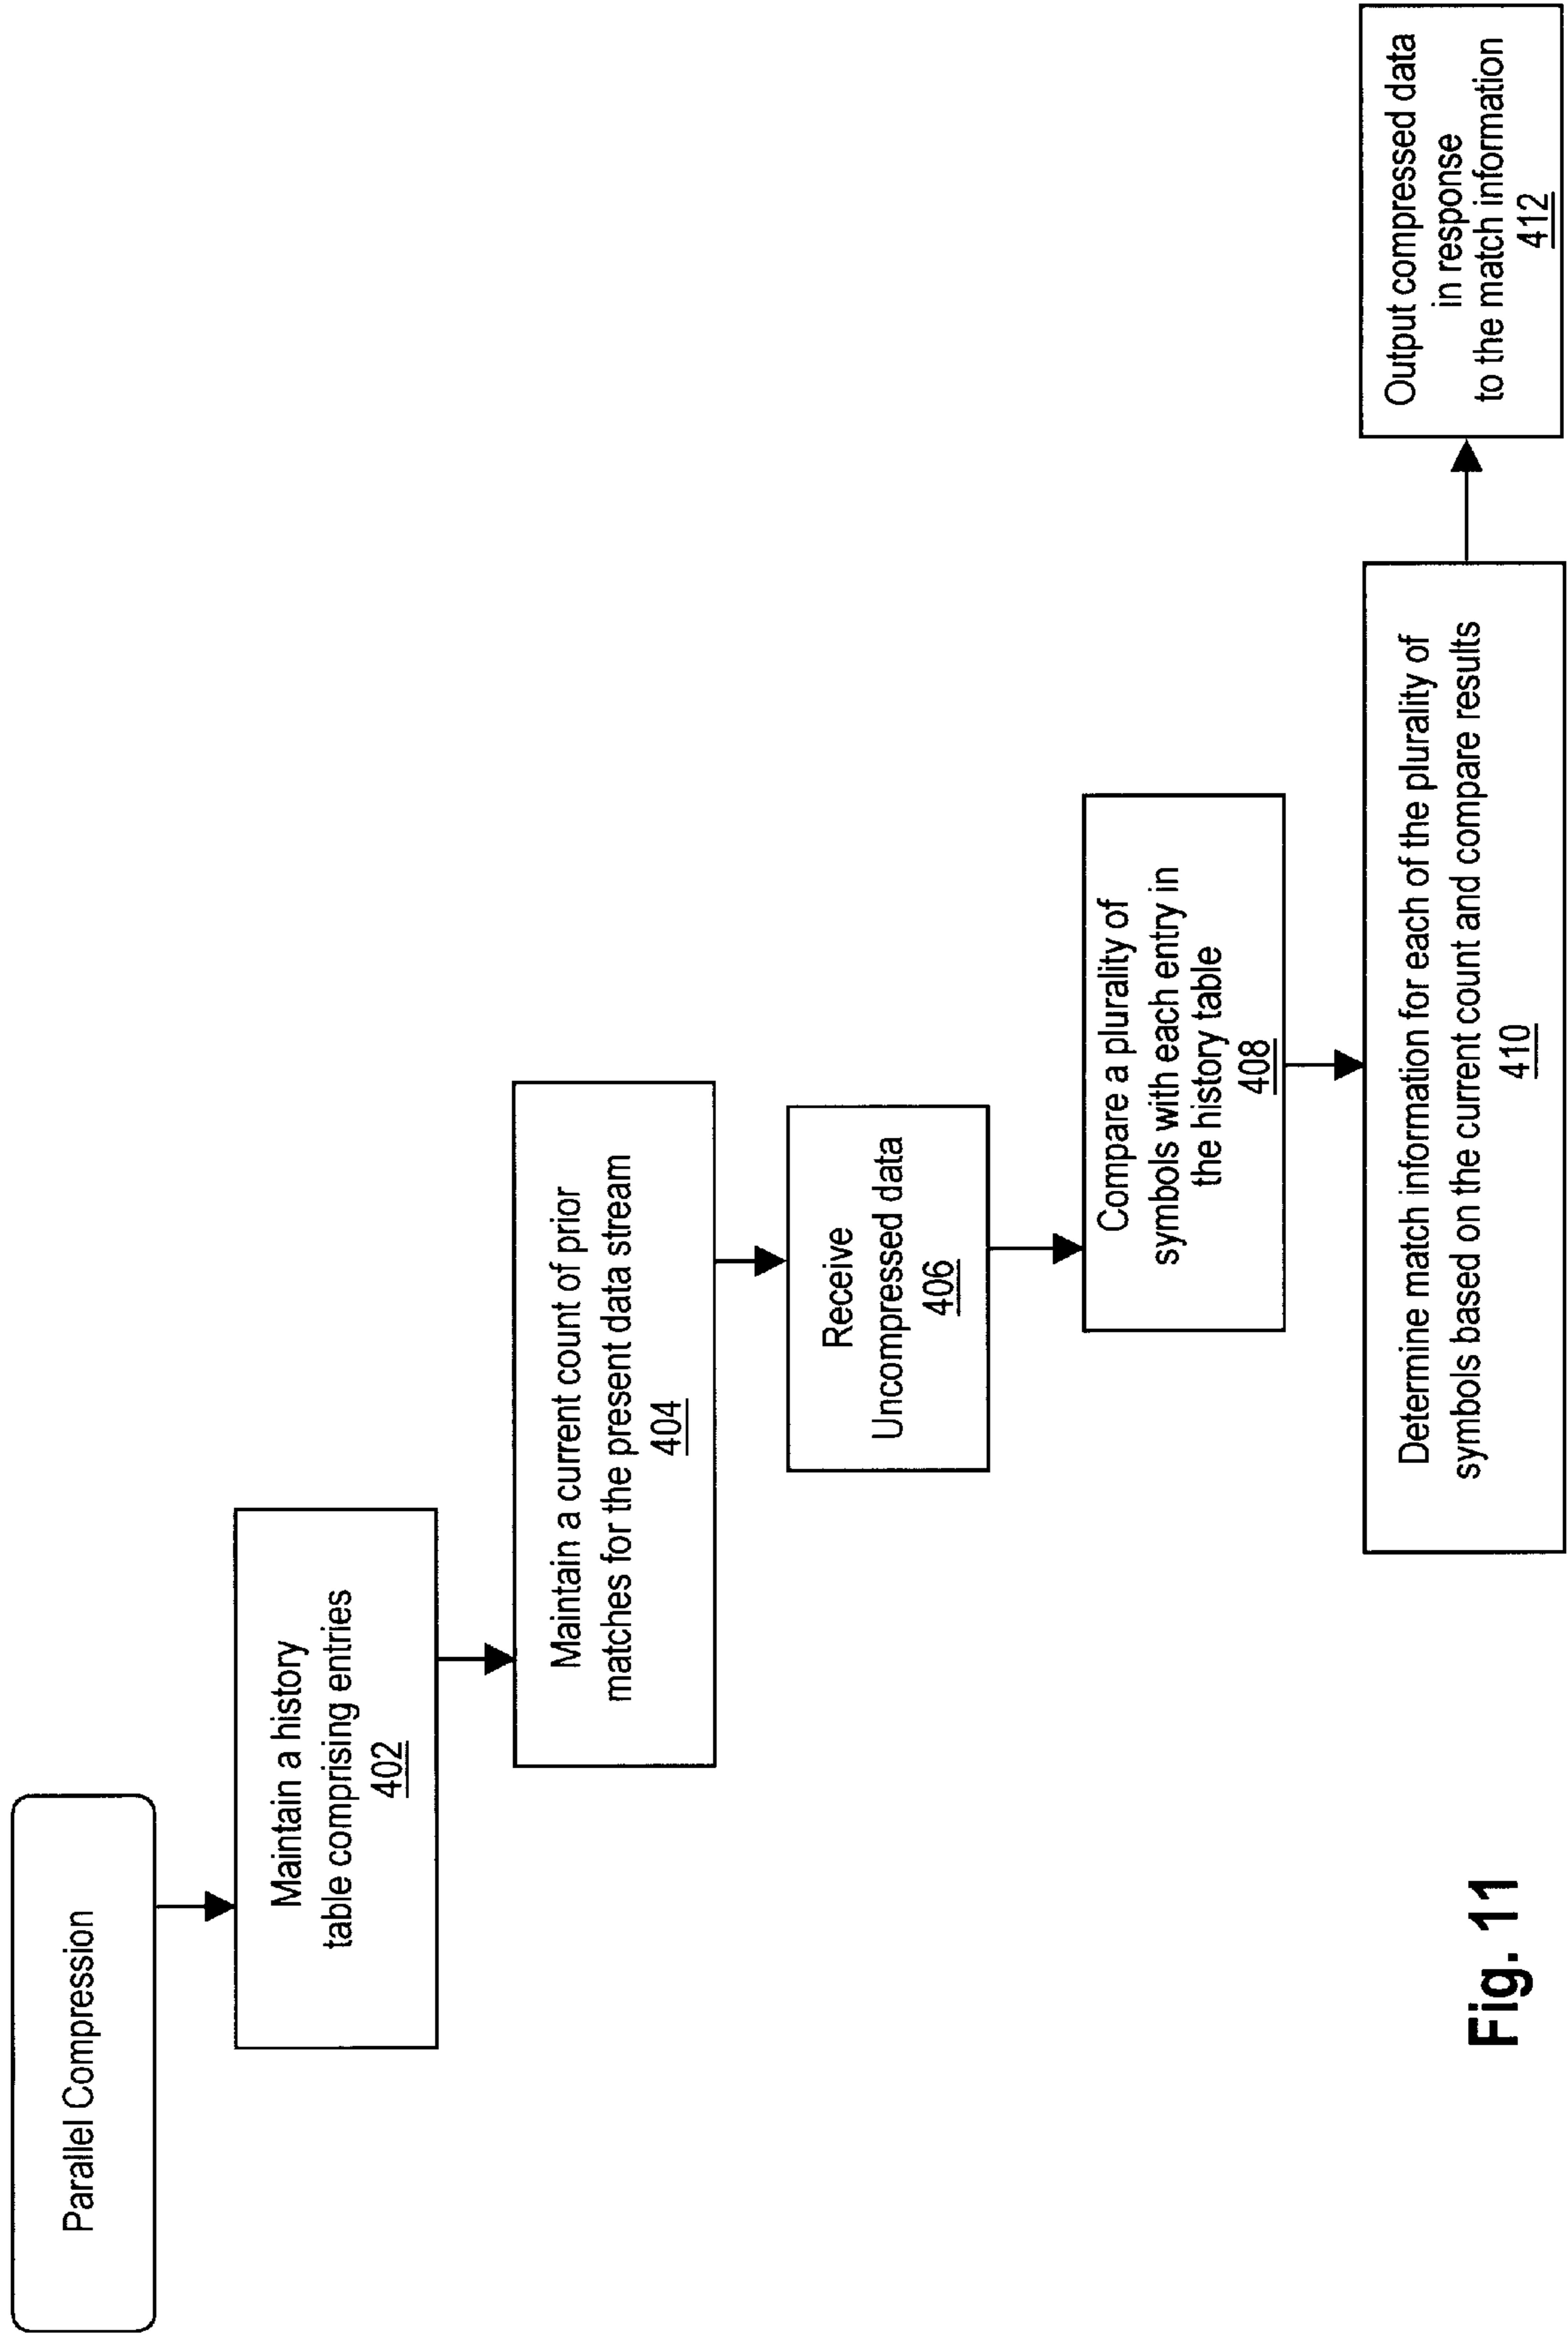 Parallel Compression
Maintain a history
table comprising entries
402
Maintain a current count of prior
matches for the present data stream
404
Receive
Uncompressed data
406
Compare a plurality of
symbols with each entry in
the history table
408
Determine match information for each of the plurality of
symbols based on the current count and compare results
410
Output compressed data
in response
to the match information
412
Fig. 11